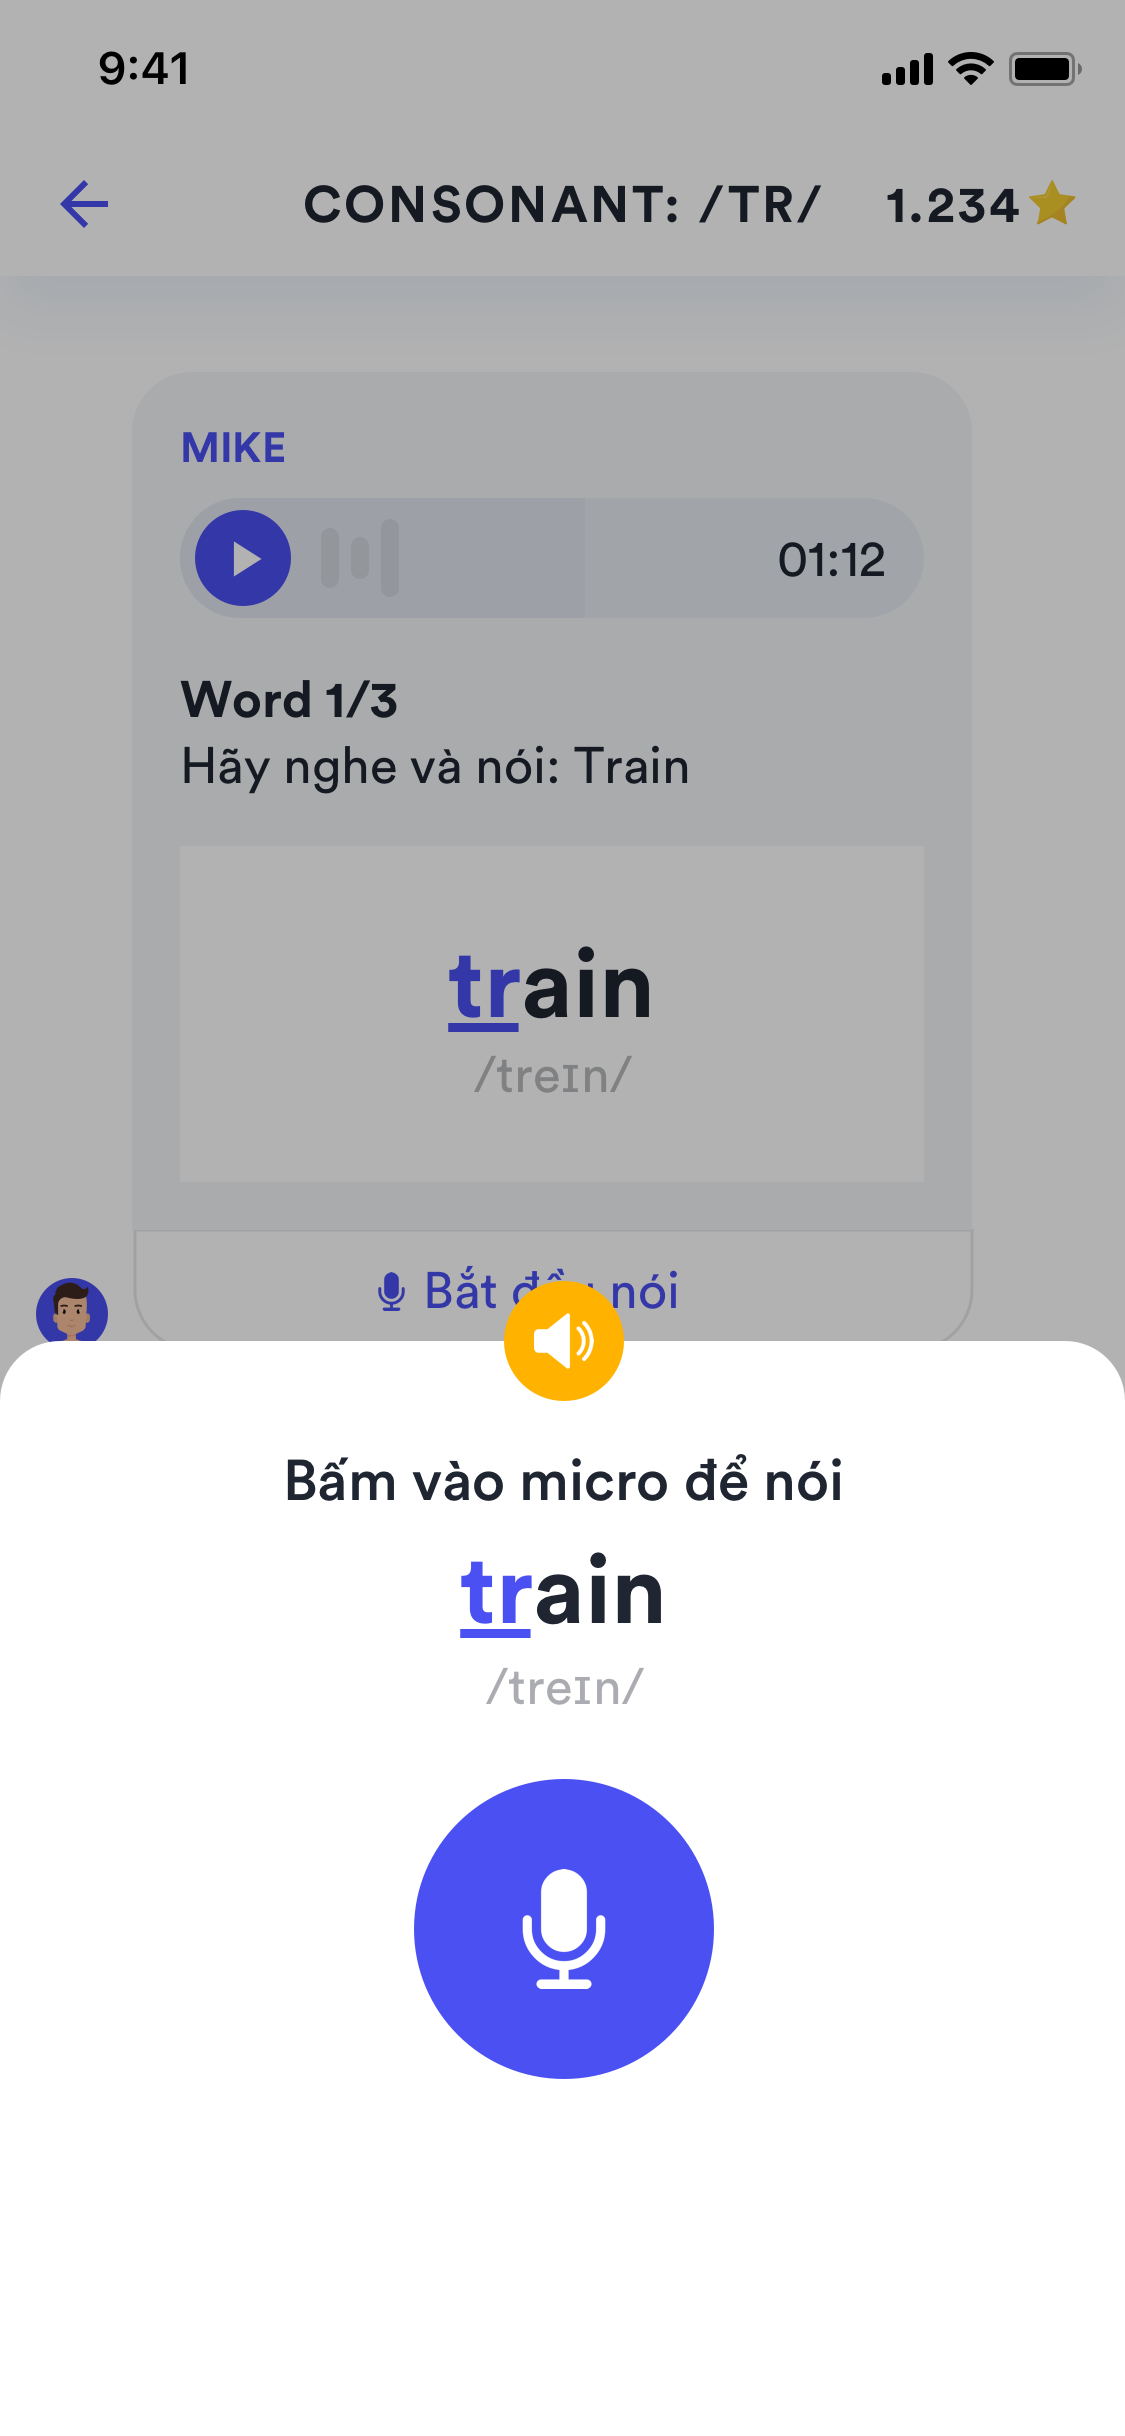 9:41
CONSONANT: /TR/ 1.234
MIKE
01:12
Word 1/3
Hãy nghe và nói: Train
train
/treɪn/
Bắt đầu nói
Bấm vào micro để nói
train
/treɪn/